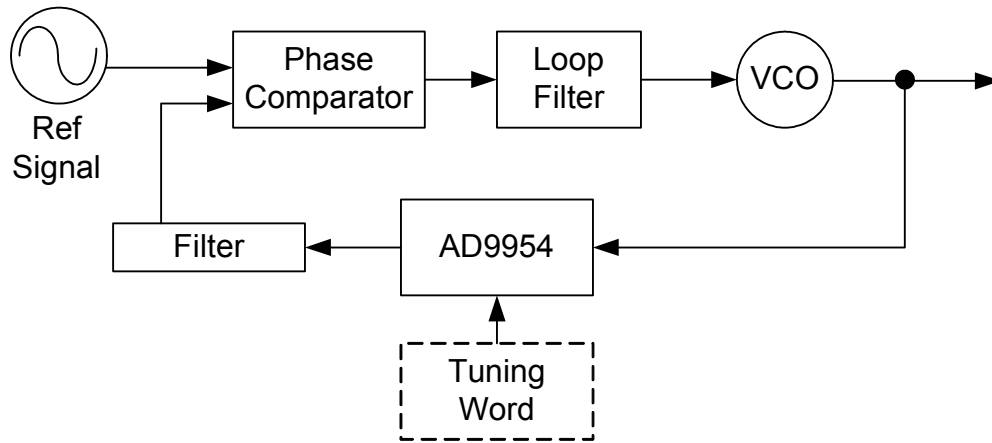 Ref
Signal
Phase
Comparator
Loop
Filter
VCO
Filter
AD9954
Tuning
Word